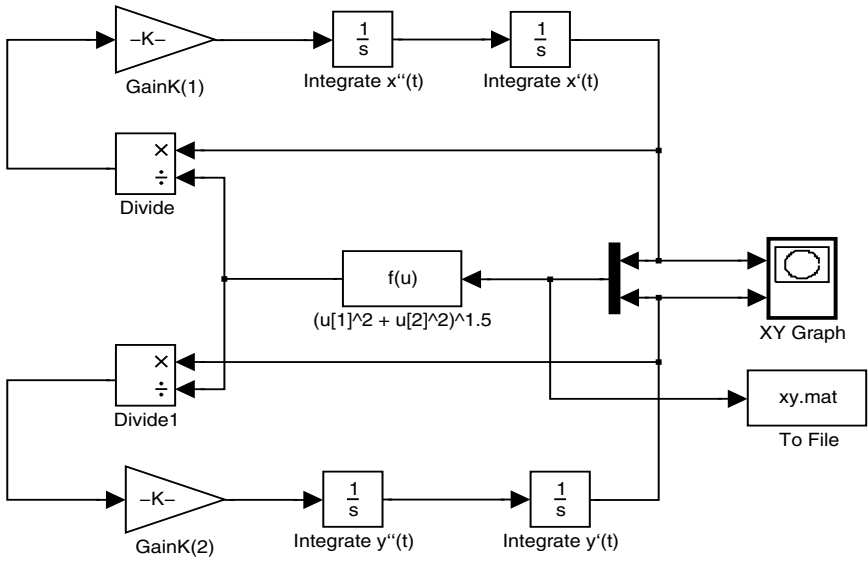 –K–
1
s
1
s
GainK(1)
Integrate x“(t)
Integrate x‘(t)
×
÷
Divide
f(u)
(u[1]^2 + u[2]^2)^1.5
XY Graph
×
÷
Divide1
xy.mat
To File
–K–
1
s
1
s
GainK(2)
Integrate y“(t)
Integrate y‘(t)